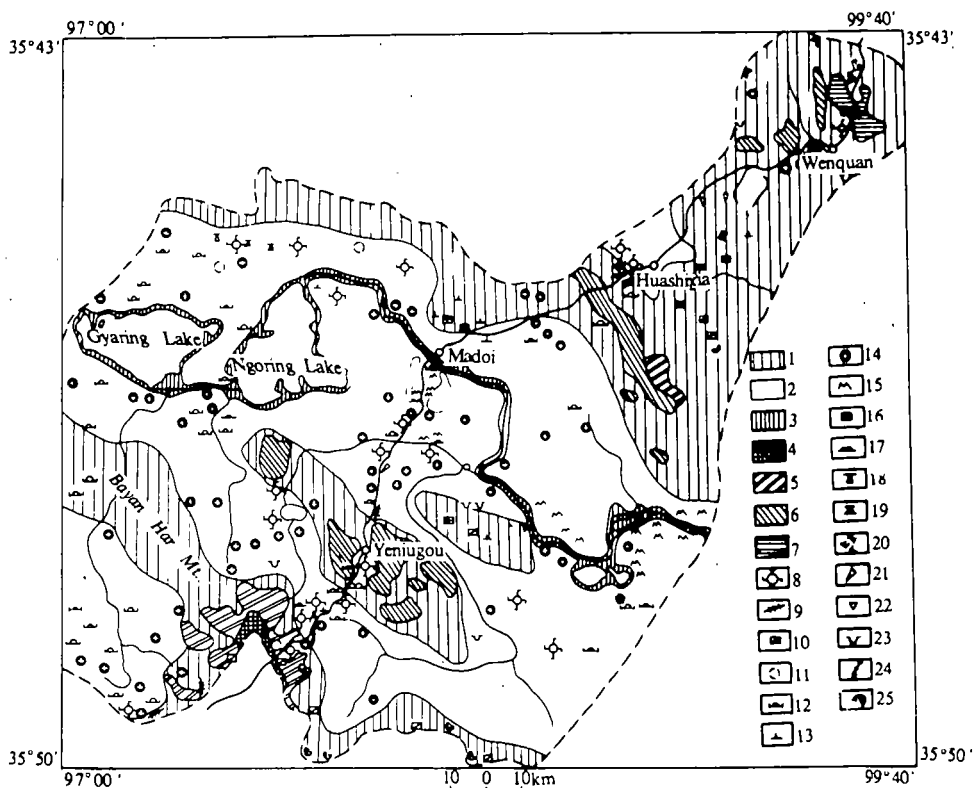 97°00' 99°40'
35°43' 35°43'
Wenquan
Huashixia
Gyaring Lake
Ngoring Lake
Madoi
Bayan Har Mt.
Yeniugou
1 14
2 15
3 16
4 17
5 18
6 19
7 20
8 21
9 22
10 23
11 24
12 25
13
35°50' 35°50'
97°00' 99°40'
10 0 10km